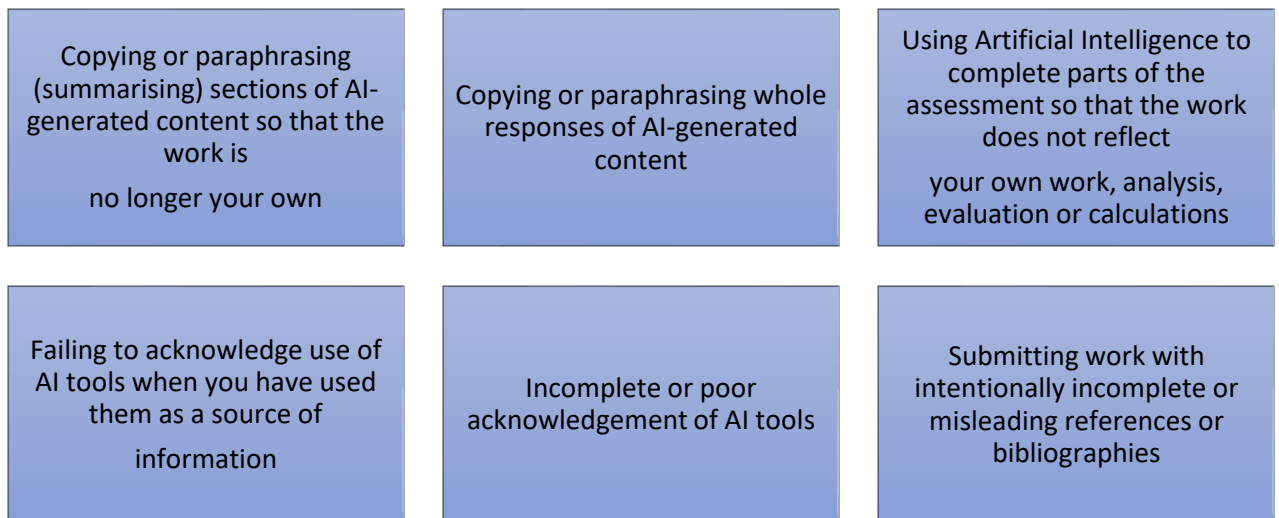 Copying or paraphrasing
(summarising) sections of AI-
generated content so that the
work is
no longer your own
Copying or paraphrasing whole
responses of AI-generated
content
Using Artificial Intelligence to
complete parts of the
assessment so that the work
does not reflect
your own work, analysis,
evaluation or calculations
Failing to acknowledge use of
AI tools when you have used
them as a source of
information
Incomplete or poor
acknowledgement of AI tools
Submitting work with
intentionally incomplete or
misleading references or
bibliographies